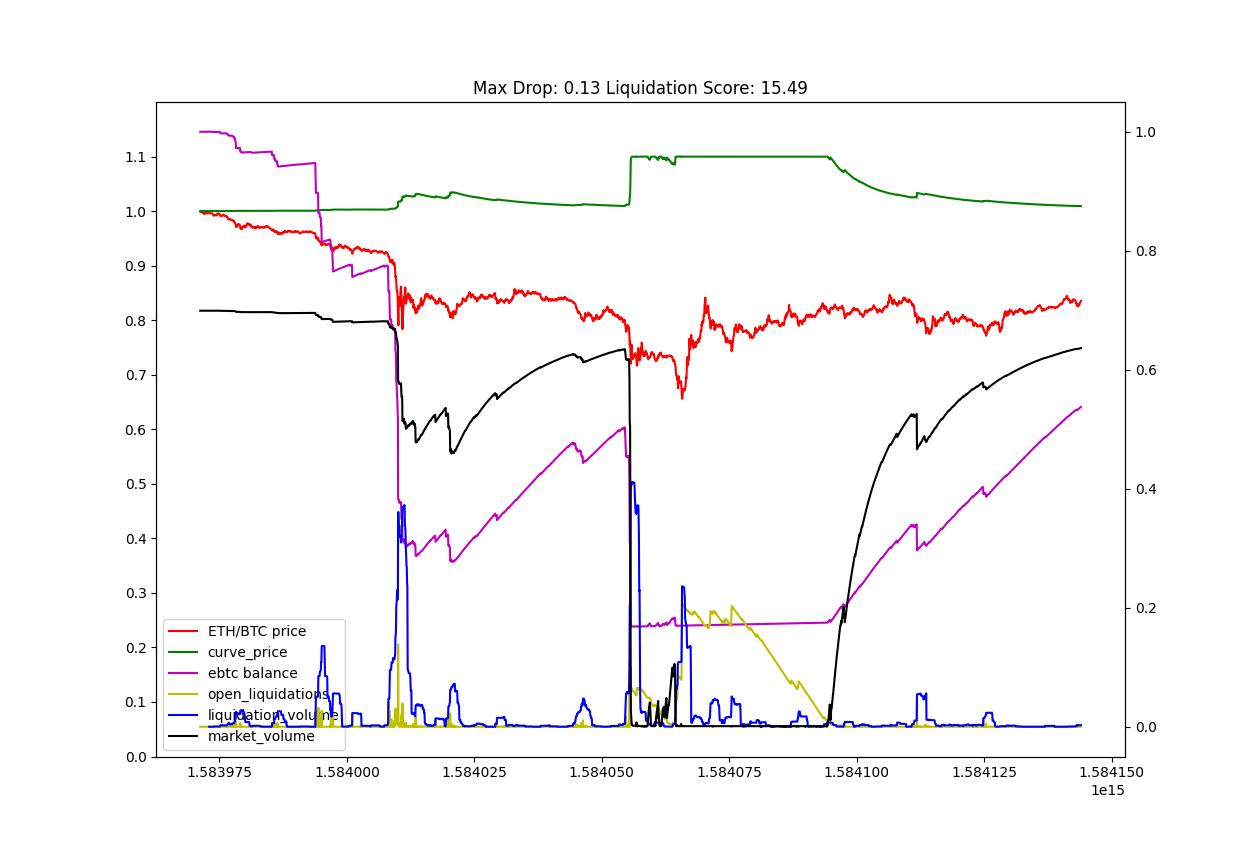 Max Drop: 0.13 Liquidation Score: 15.49
1.1
1.0
0.9
0.8
0.7
0.6
0.5
0.4
0.3
0.2
0.1
0.0
1.0
0.8
0.6
0.4
0.2
0.0
ETH/BTC price
curve_price
ebtc balance
open_liquidations
liquidation_volume
market_volume
1.583975 1.584000 1.584025 1.584050 1.584075 1.584100 1.584125 1.584150
1e15